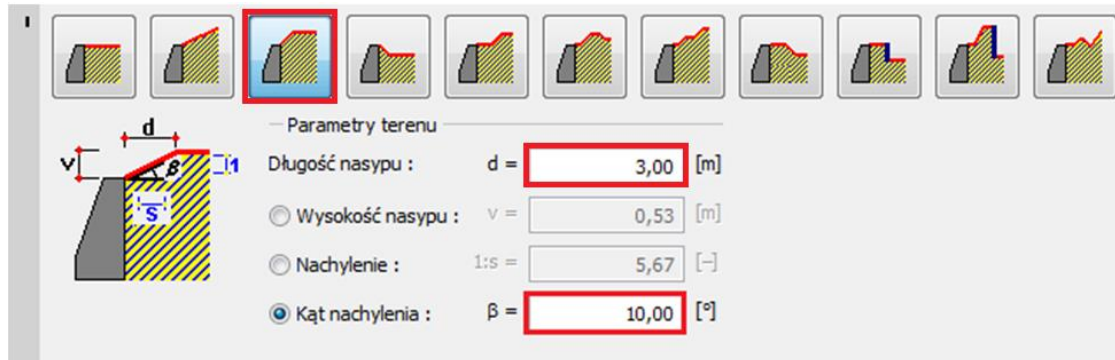 d
v
β
1
s
Parametry terenu
Długość nasypu : d = 3,00 [m]
Wysokość nasypu : v = 0,53 [m]
Nachylenie : 1:s = 5,67 [–]
Kąt nachylenia : β = 10,00 [°]